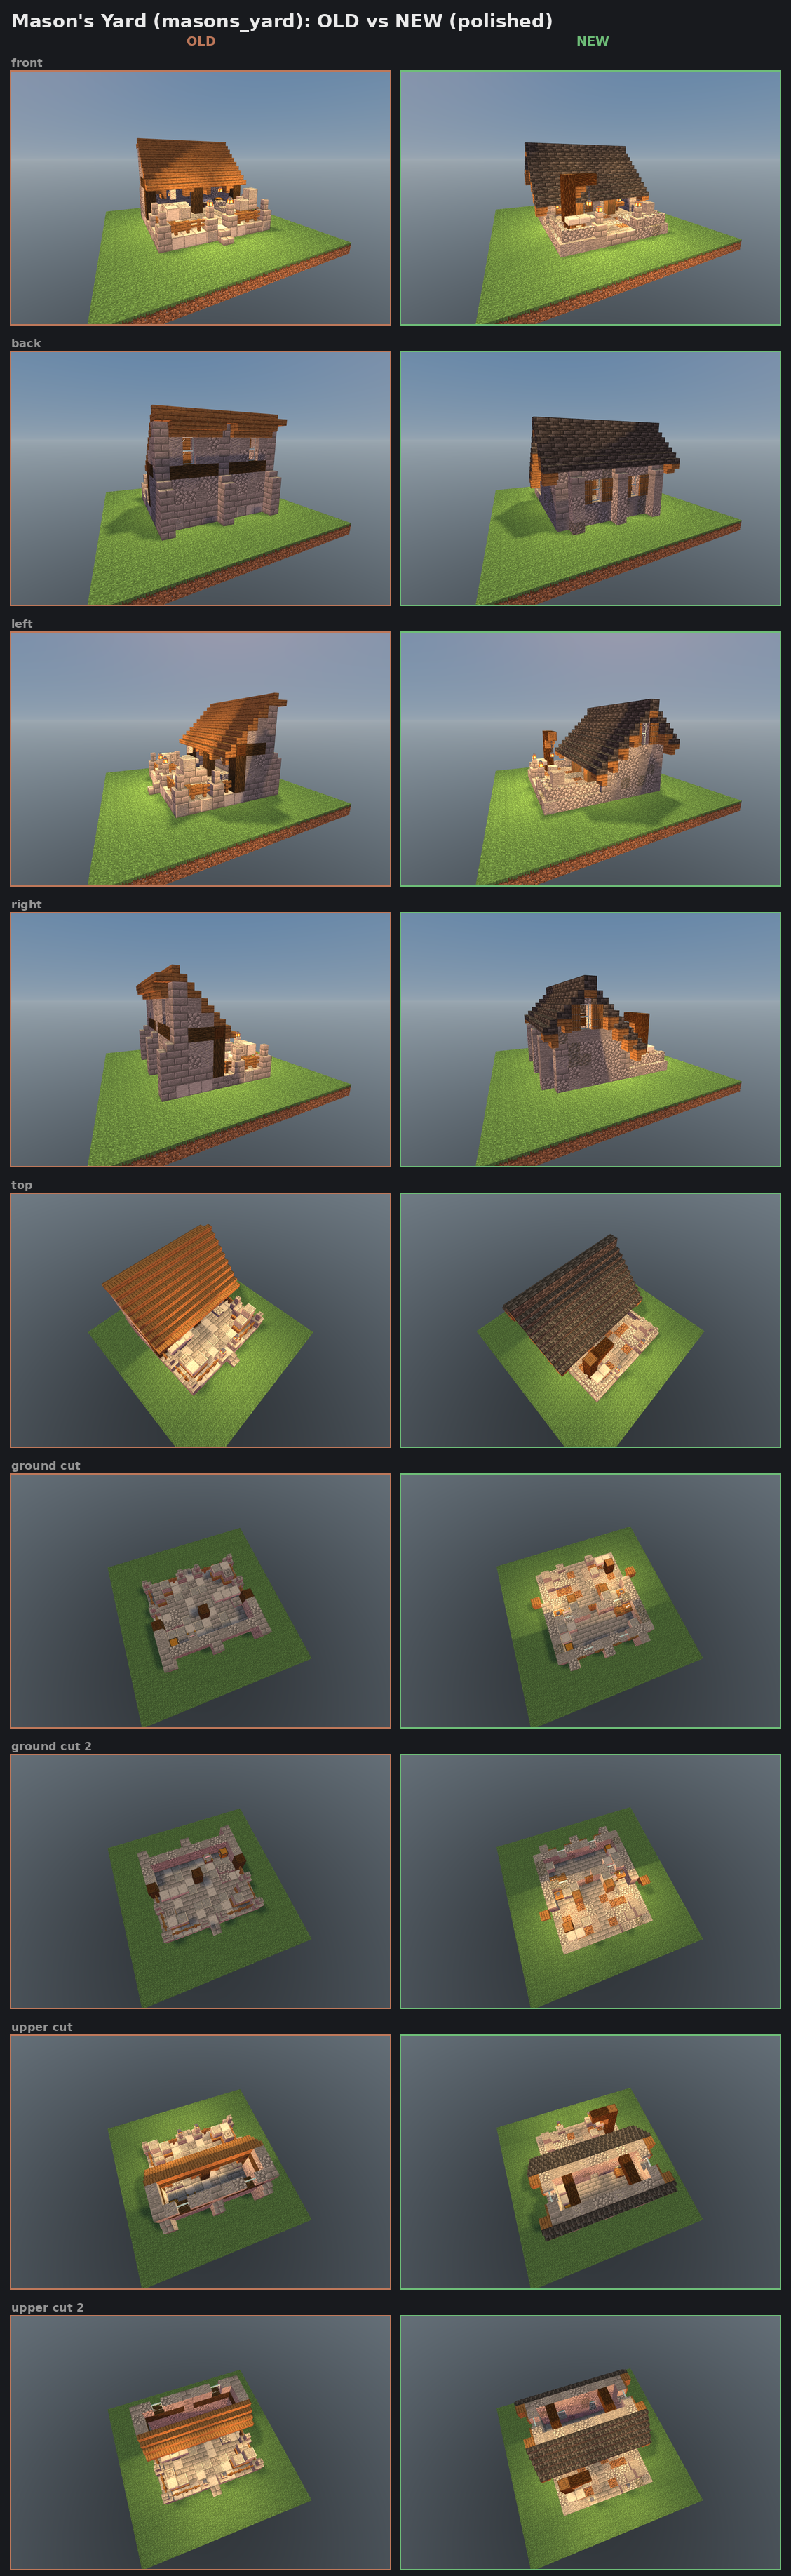 Mason's Yard (masons_yard): OLD vs NEW (polished)
OLD NEW
front
back
left
right
top
ground cut
ground cut 2
upper cut
upper cut 2